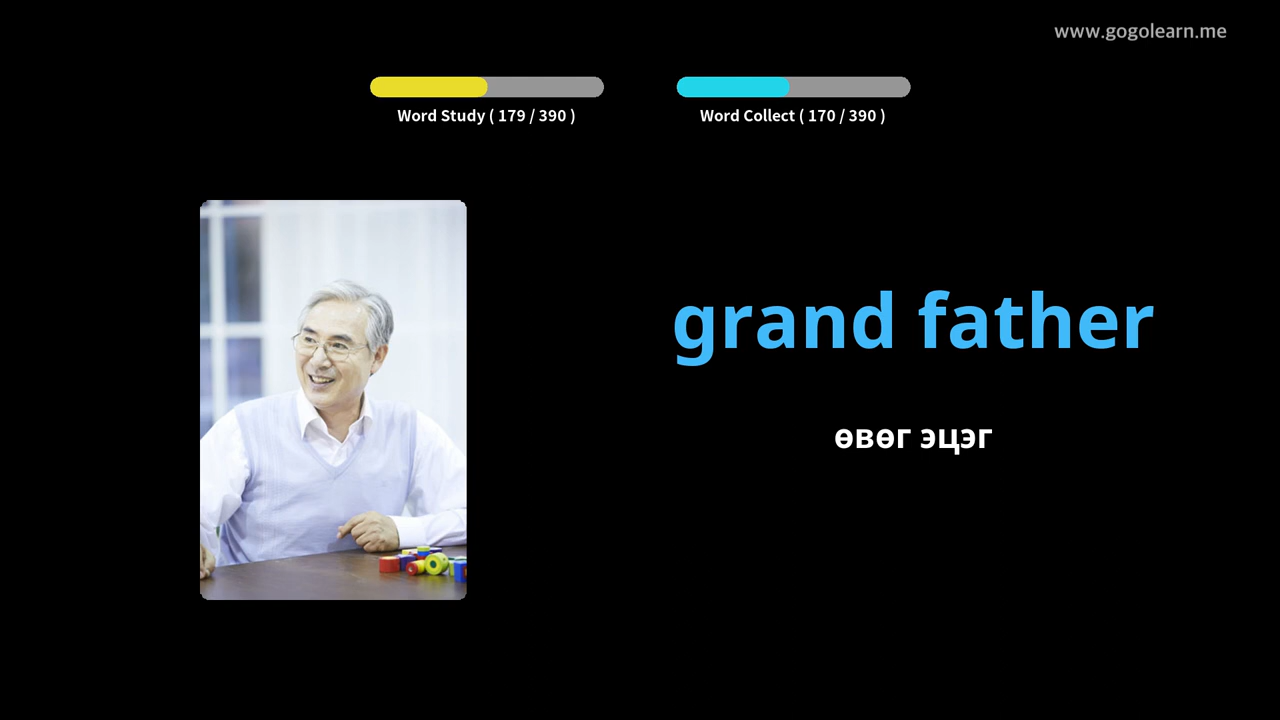 www.gogolearn.me
Word Study ( 179 / 390 )
Word Collect ( 170 / 390 )
grand father
өвөг эцэг